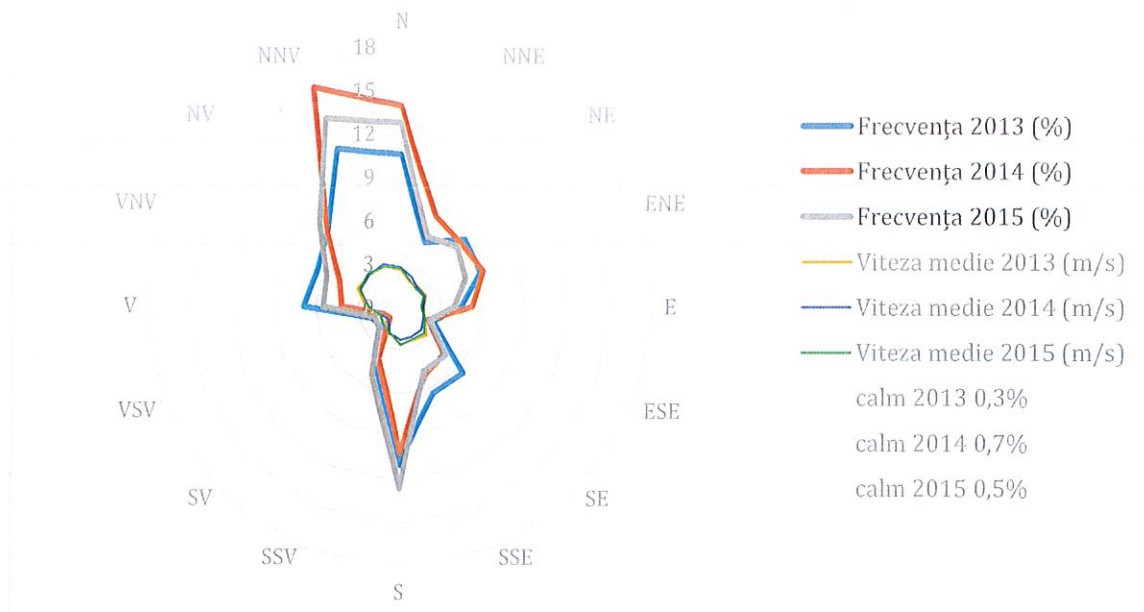 N
NNV
18
NNE
15
NV
NE
12
9
VNV
ENE
6
3
V
0
E
VSV
ESE
SV
SE
SSV
SSE
S
Frecvența 2013 (%)
Frecvența 2014 (%)
Frecvența 2015 (%)
Viteza medie 2013 (m/s)
Viteza medie 2014 (m/s)
Viteza medie 2015 (m/s)
calm 2013 0,3%
calm 2014 0,7%
calm 2015 0,5%